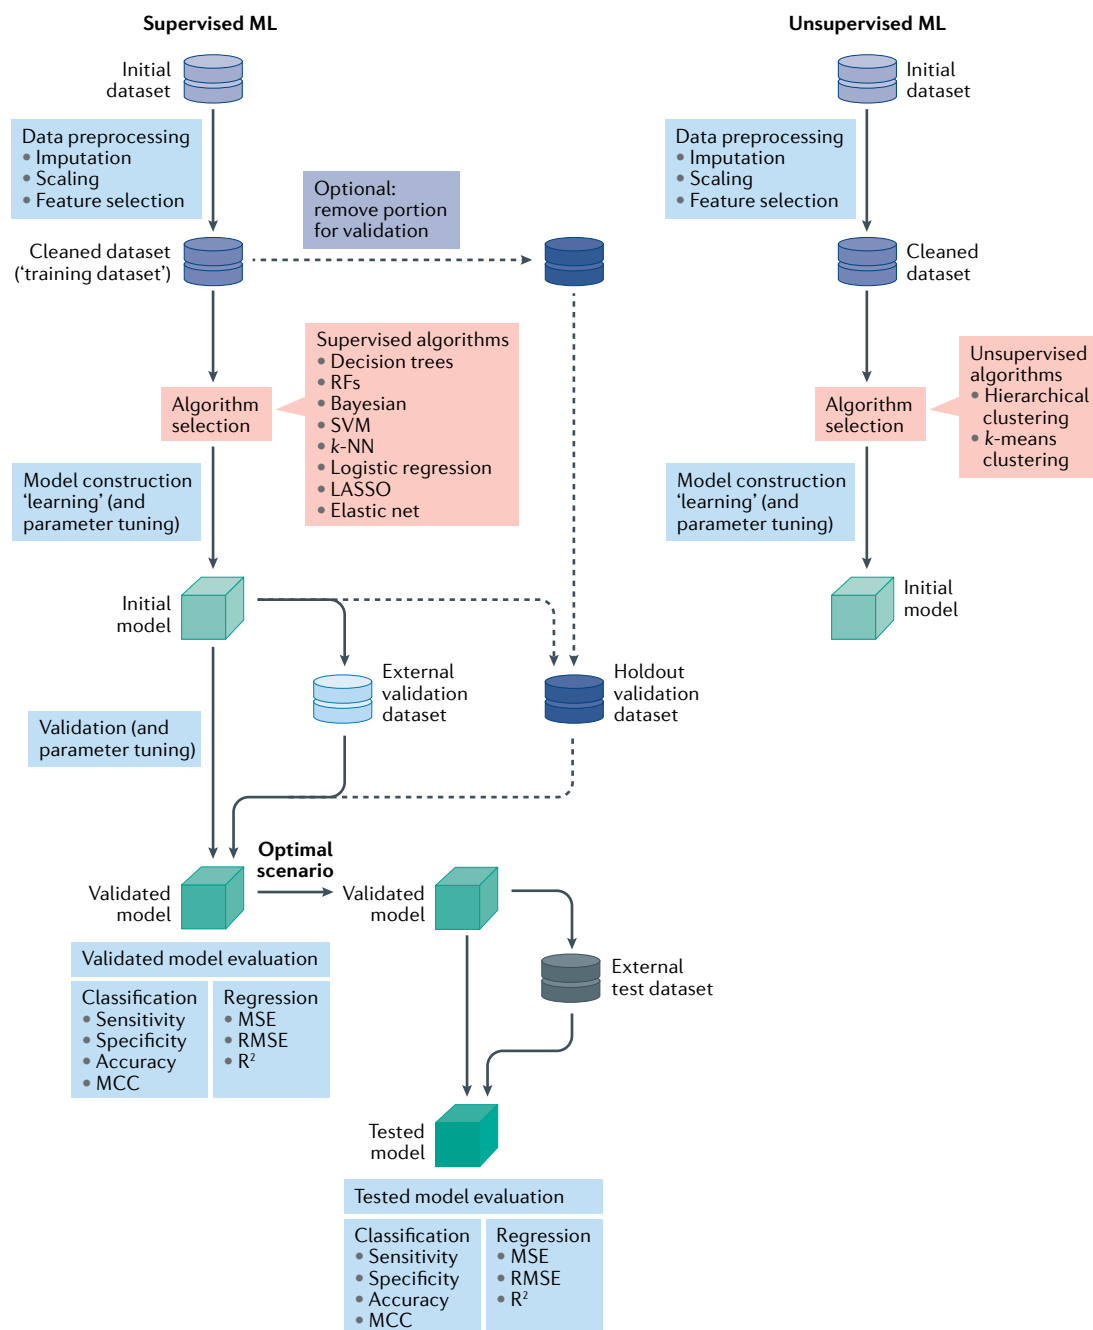 Supervised ML
Initial
dataset
Data preprocessing
• Imputation
• Scaling
• Feature selection
Optional:
remove portion
for validation
Cleaned dataset
(‘training dataset’)
Supervised algorithms
• Decision trees
• RFs
• Bayesian
• SVM
• k-NN
• Logistic regression
• LASSO
• Elastic net
Algorithm
selection
Model construction
‘learning’ (and
parameter tuning)
Initial
model
External
validation
dataset
Holdout
validation
dataset
Validation (and
parameter tuning)
Optimal
scenario
Validated
model
Validated
model
Validated model evaluation
Classification
• Sensitivity
• Specificity
• Accuracy
• MCC
Regression
• MSE
• RMSE
• R²
External
test dataset
Tested
model
Tested model evaluation
Classification
• Sensitivity
• Specificity
• Accuracy
• MCC
Regression
• MSE
• RMSE
• R²
Unsupervised ML
Initial
dataset
Data preprocessing
• Imputation
• Scaling
• Feature selection
Cleaned
dataset
Unsupervised
algorithms
• Hierarchical
clustering
• k-means
clustering
Algorithm
selection
Model construction
‘learning’ (and
parameter tuning)
Initial
model